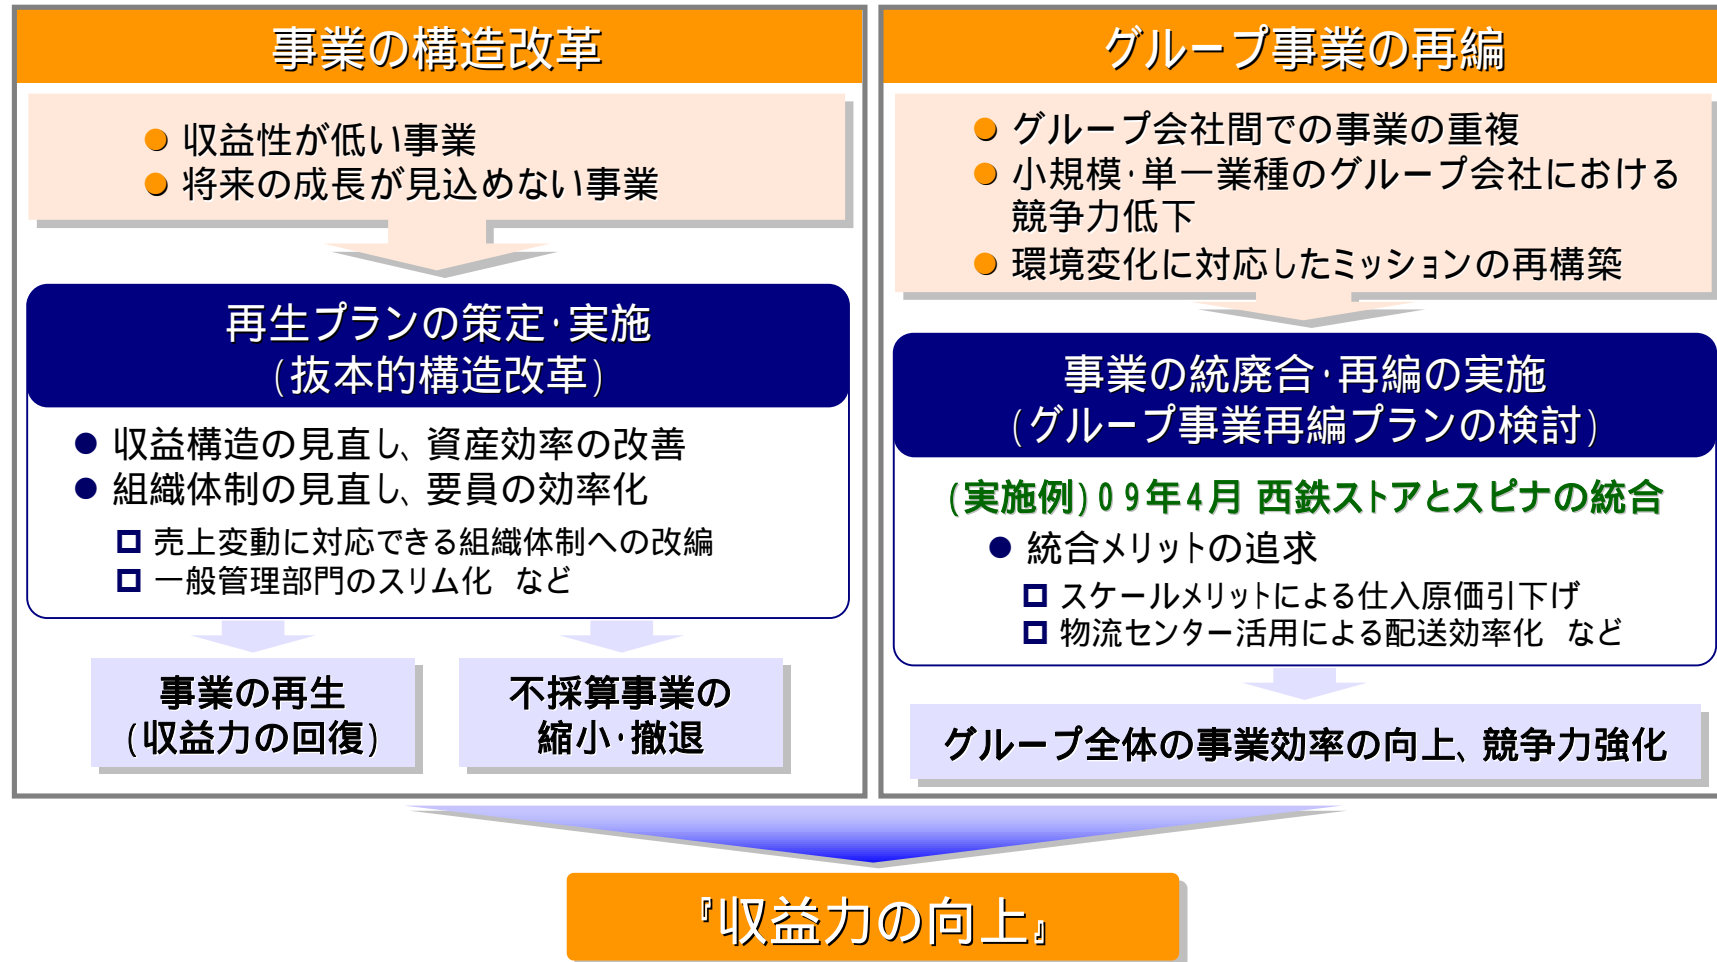 事業の構造改革
● 収益性が低い事業
● 将来の成長が見込めない事業
再生プランの策定・実施
(抜本的構造改革)
● 収益構造の見直し、資産効率の改善
● 組織体制の見直し、要員の効率化
売上変動に対応できる組織体制への改編
一般管理部門のスリム化 など
事業の再生
(収益力の回復)
不採算事業の
縮小・撤退
グループ事業の再編
● グループ会社間での事業の重複
● 小規模・単一業種のグループ会社における
競争力低下
● 環境変化に対応したミッションの再構築
事業の統廃合・再編の実施
(グループ事業再編プランの検討)
(実施例)09年4月 西鉄ストアとスピナの統合
● 統合メリットの追求
スケールメリットによる仕入原価引下げ
物流センター活用による配送効率化 など
グループ全体の事業効率の向上、競争力強化
『収益力の向上』